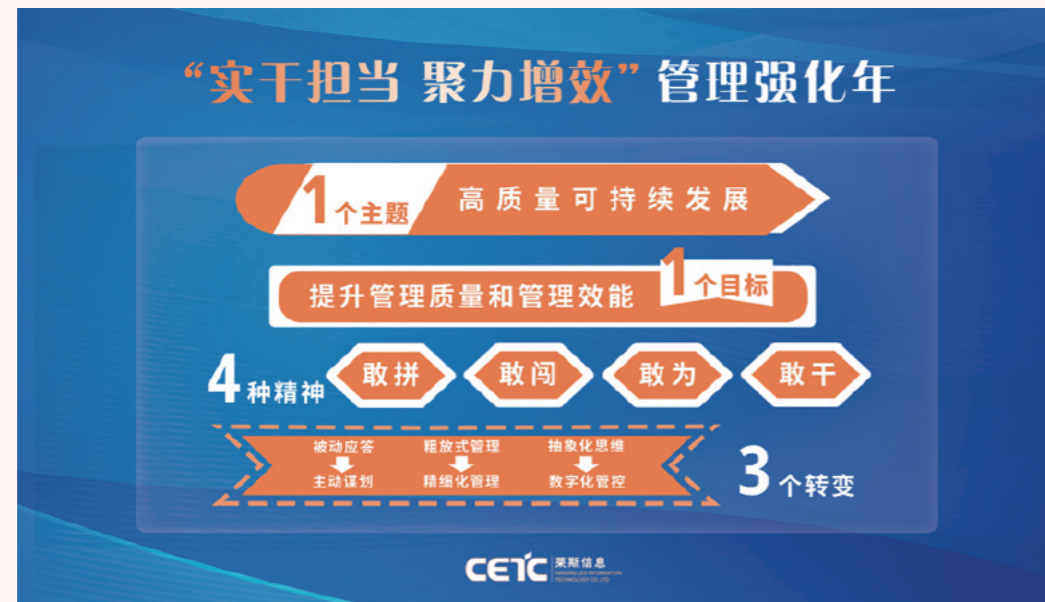 “实干担当 聚力增效”管理强化年
1个主题 高质量可持续发展
提升管理质量和管理效能 1个目标
4种精神 敢拼 敢闯 敢为 敢干
被动应答 粗放式管理 抽象化思维
主动谋划 精细化管理 数字化管控
3个转变
CETC 莱斯信息